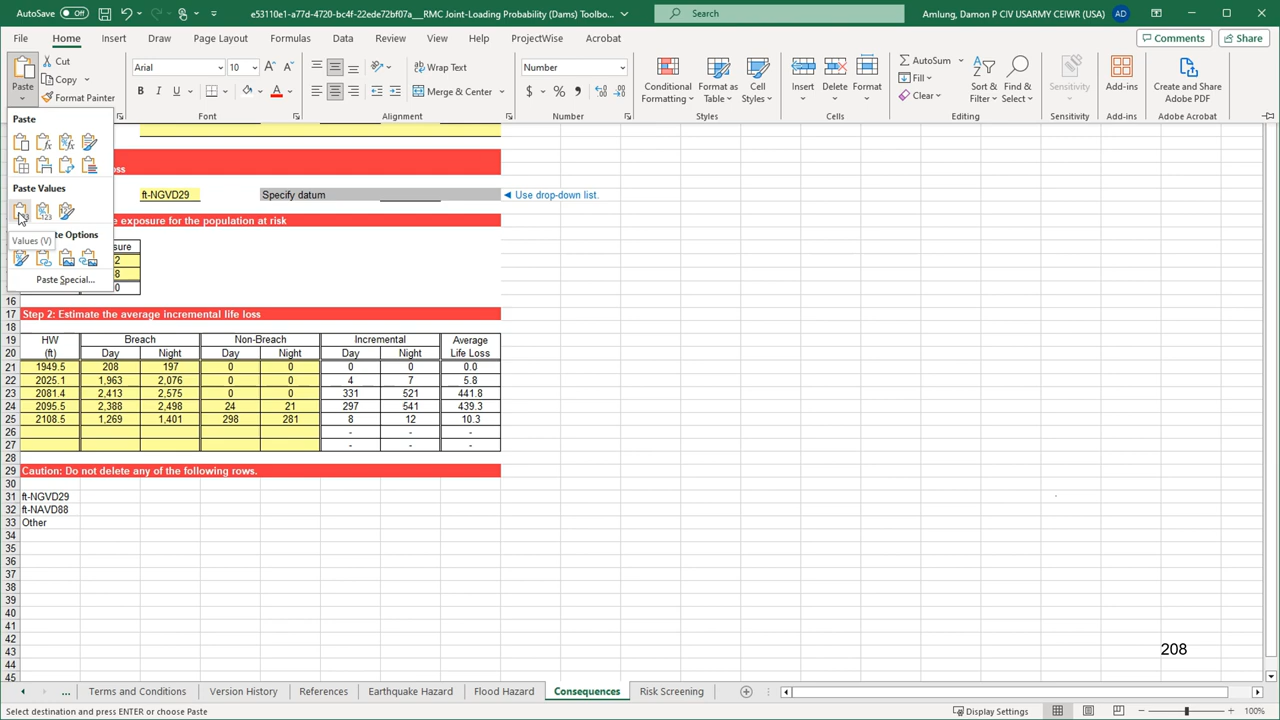 AutoSave Off e53110e1-a77d-4720-bc4f-22ede72bf07a__RMC Joint-Loading Probability (Dams) Toolbo... Search Amlung, Damon P CIV USARMY CEIWR (USA) AD
File Home Insert Draw Page Layout Formulas Data Review View Help ProjectWise Acrobat Comments Share
Cut Arial 10 Wrap Text Number AutoSum
Paste Copy Fill
Format Painter Merge & Center Conditional Formatting Format as Table Cell Styles Insert Delete Format Clear Sort & Filter Find & Select Add-ins Sensitivity Create and Share Adobe PDF
Font Alignment Number Styles Cells Editing Add-ins Sensitivity Adobe Acrobat
Paste
oss
Paste Values
ft-NGVD29 Specify datum ◄ Use drop-down list.
e exposure for the population at risk
te Options
Values (V) sure
2
8
Paste Special...
0
16
17 Step 2: Estimate the average incremental life loss
18
19 HW Breach Non-Breach Incremental Average
20 (ft) Day Night Day Night Day Night Life Loss
21 1949.5 208 197 0 0 0 0 0.0
22 2025.1 1,963 2,076 0 0 4 7 5.8
23 2081.4 2,413 2,575 0 0 331 521 441.8
24 2095.5 2,388 2,498 24 21 297 541 439.3
25 2108.5 1,269 1,401 298 281 8 12 10.3
26 - - -
27 - - -
28
29 Caution: Do not delete any of the following rows.
30
31 ft-NGVD29
32 ft-NAVD88
33 Other
34
35
36
37
38
39
40
41
42
43 208
44
45
... Terms and Conditions Version History References Earthquake Hazard Flood Hazard Consequences Risk Screening
Select destination and press ENTER or choose Paste Display Settings 100%